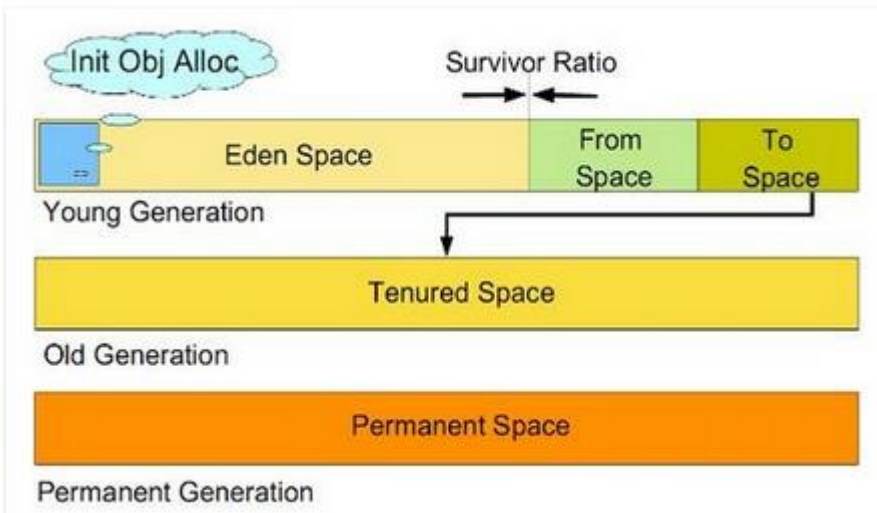 Init Obj Alloc
Survivor Ratio
Eden Space
From
Space
To
Space
Young Generation
Tenured Space
Old Generation
Permanent Space
Permanent Generation